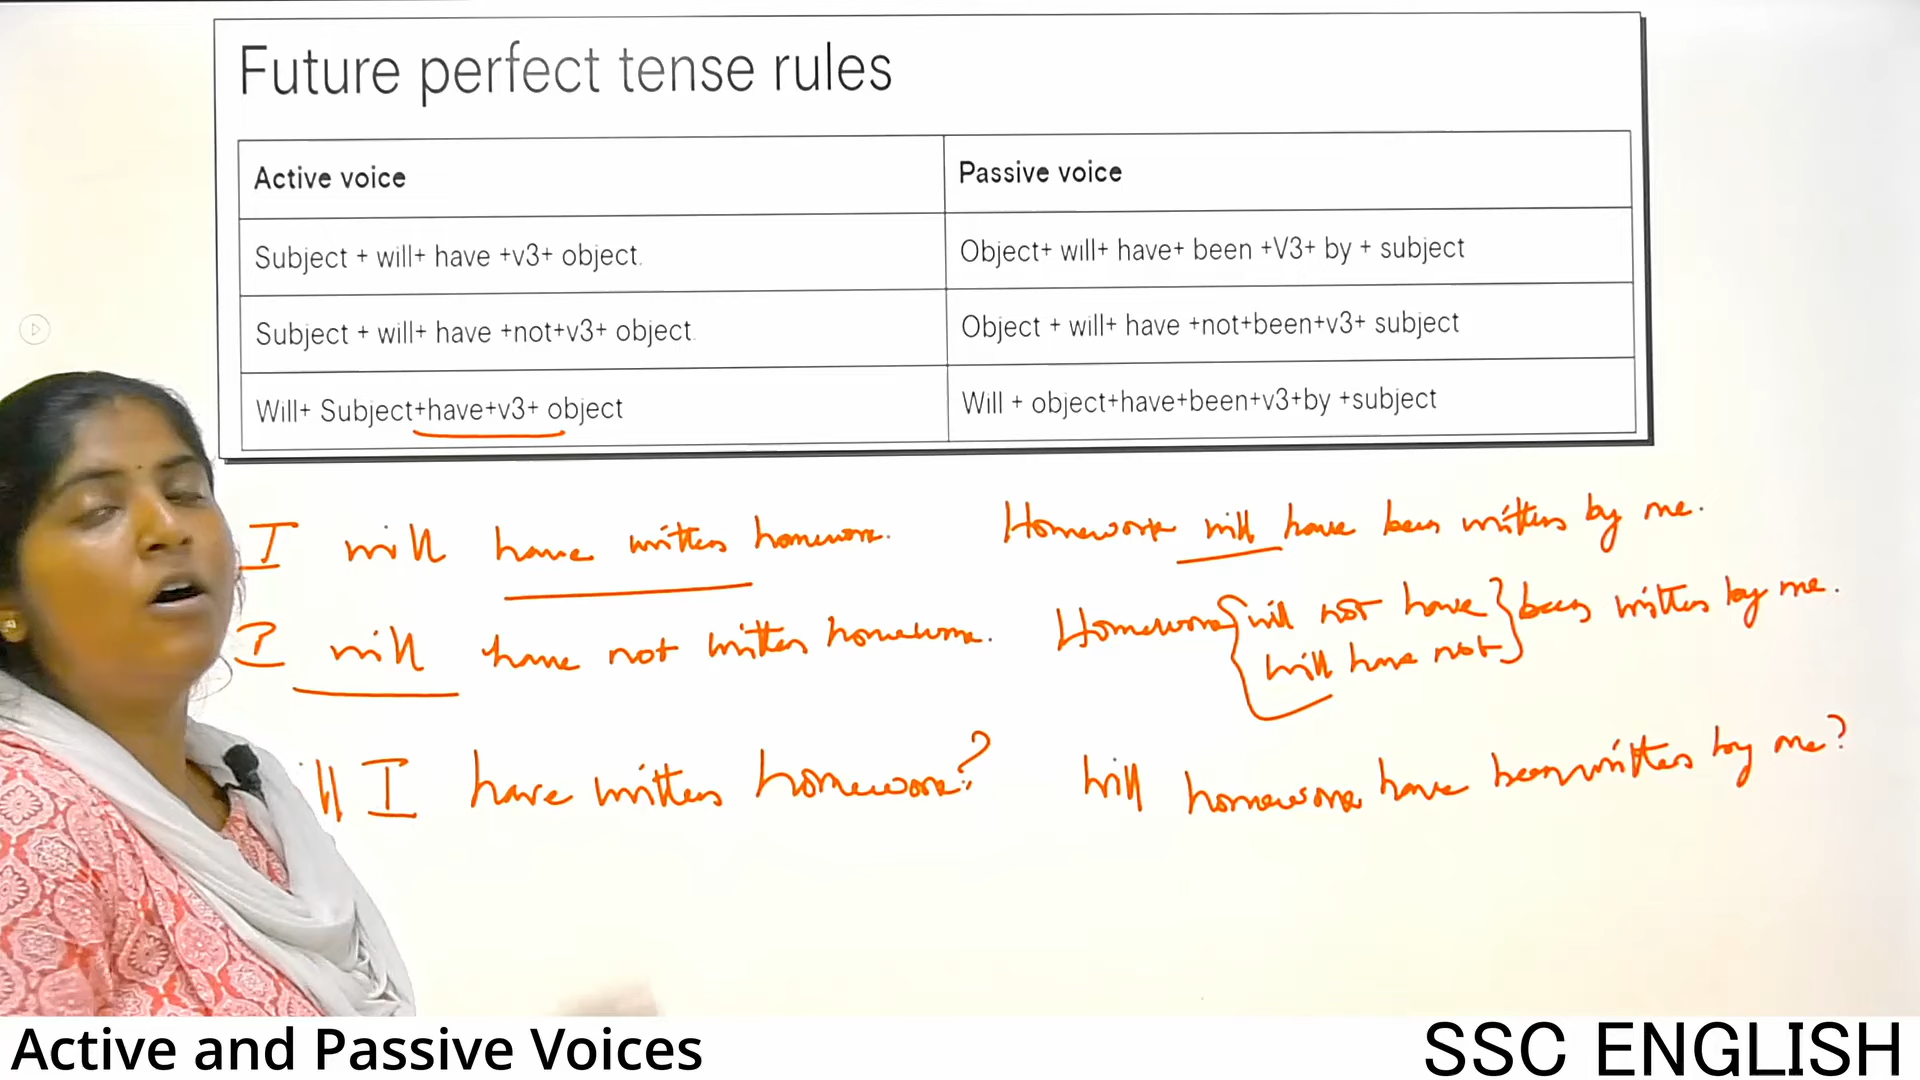 Future perfect tense rules
Active voice
Passive voice
Subject + will+ have +v3+ object.
Object+ will+ have+ been +V3+ by + subject
Subject + will+ have +not+v3+ object.
Object + will+ have +not+been+v3+ subject
Will+ Subject+have+v3+ object
Will + object+have+been+v3+by +subject
I will have written homework.
Homework will have been written by me.
I will have not written homework.
Homework will not have been written by me.
will have not
ll I have written homework?
Will homework have been written by me?
Active and Passive Voices
SSC ENGLISH